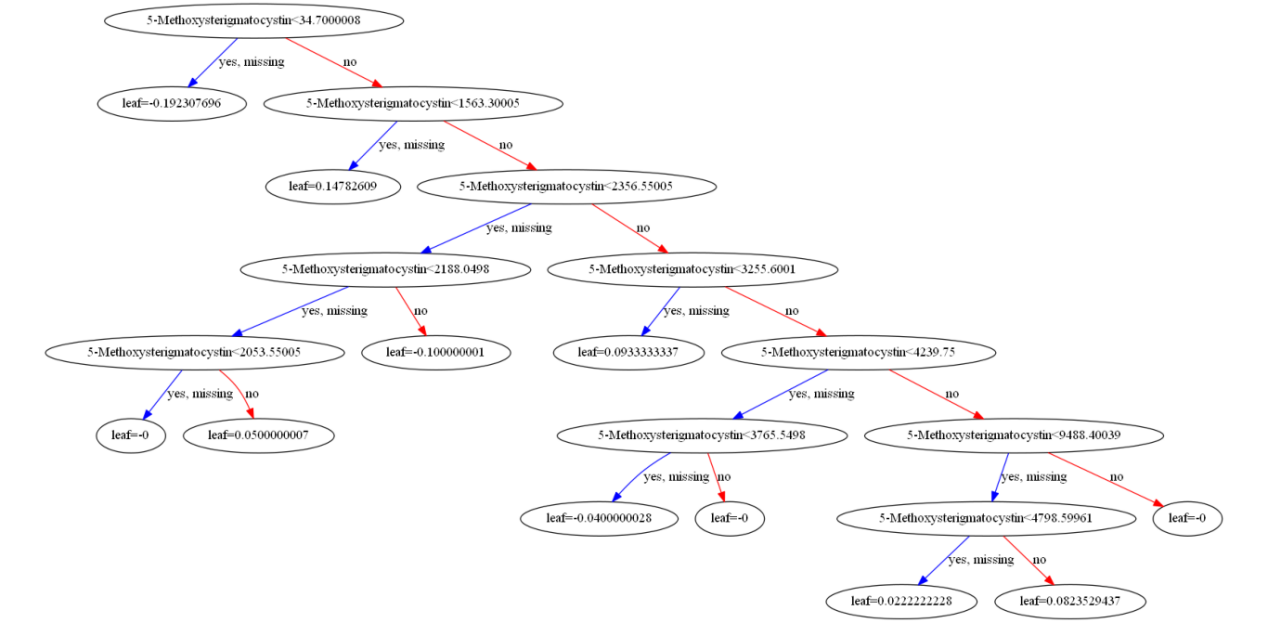 5-Methoxysterigmatocystin<34.7000008
yes, missing
no
leaf=-0.192307696
5-Methoxysterigmatocystin<1563.30005
yes, missing
no
leaf=0.14782609
5-Methoxysterigmatocystin<2356.55005
yes, missing
no
5-Methoxysterigmatocystin<2188.0498
5-Methoxysterigmatocystin<3255.6001
yes, missing
no
yes, missing
no
5-Methoxysterigmatocystin<2053.55005
leaf=-0.100000001
leaf=0.0933333337
5-Methoxysterigmatocystin<4239.75
yes, missing
no
yes, missing
no
leaf=-0
leaf=0.0500000007
5-Methoxysterigmatocystin<3765.5498
5-Methoxysterigmatocystin<9488.40039
yes, missing
no
yes, missing
no
leaf=-0.0400000028
leaf=-0
5-Methoxysterigmatocystin<4798.59961
leaf=-0
yes, missing
no
leaf=0.0222222228
leaf=0.0823529437